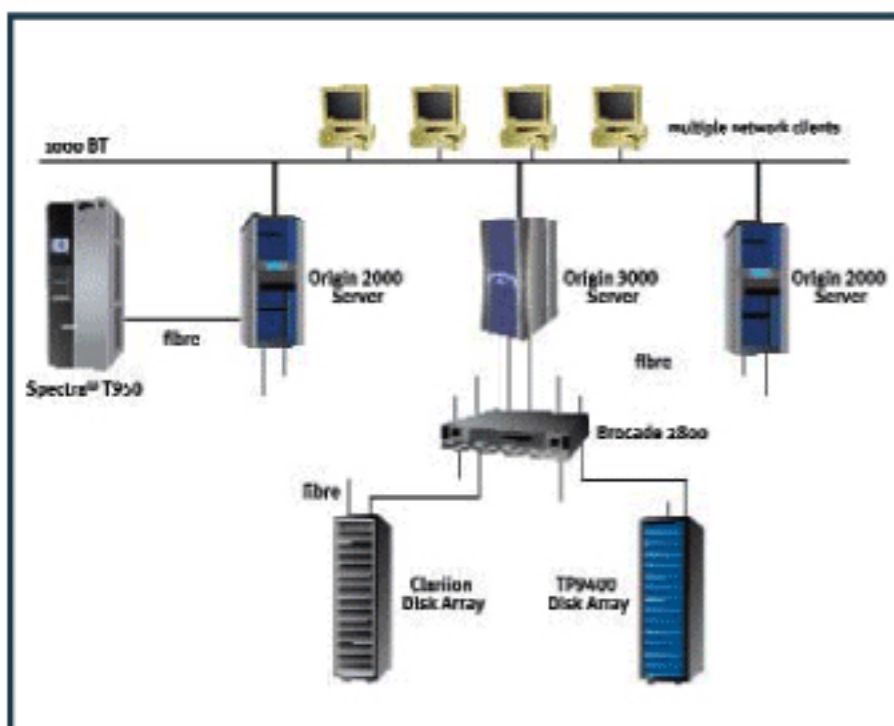 multiple network clients
1000 BT
Origin 2000
Server
Origin 3000
Server
Origin 2000
Server
fibre
fibre
Spectra T950
Brocade 2800
fibre
Clariion
Disk Array
TP9400
Disk Array